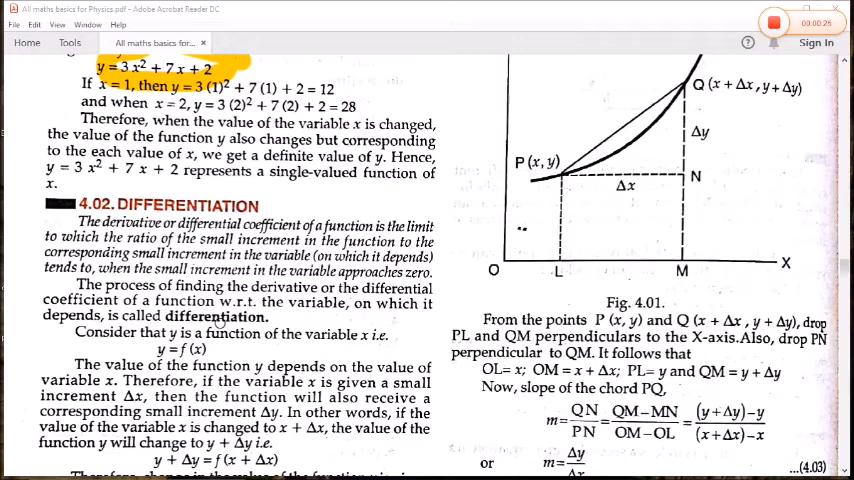 All maths basics for Physics.pdf - Adobe Acrobat Reader DC
File Edit View Window Help
Home Tools All maths basics for... × Sign In
00:00:25
y = 3 x² + 7 x + 2
If x = 1, then y = 3 (1)² + 7 (1) + 2 = 12
and when x = 2, y = 3 (2)² + 7 (2) + 2 = 28
Therefore, when the value of the variable x is changed,
the value of the function y also changes but corresponding
to the each value of x, we get a definite value of y. Hence,
y = 3 x² + 7 x + 2 represents a single-valued function of
x.
4.02. DIFFERENTIATION
The derivative or differential coefficient of a function is the limit
to which the ratio of the small increment in the function to the
corresponding small increment in the variable (on which it depends)
tends to, when the small increment in the variable approaches zero.
The process of finding the derivative or the differential
coefficient of a function w.r.t. the variable, on which it
depends, is called differentiation.
Consider that y is a function of the variable x i.e.
y = f (x)
The value of the function y depends on the value of
variable x. Therefore, if the variable x is given a small
increment Δx, then the function will also receive a
corresponding small increment Δy. In other words, if the
value of the variable x is changed to x + Δx, the value of the
function y will change to y + Δy i.e.
y + Δy = f (x + Δx)
Therefore, change in the value of the function
Q (x + Δx, y + Δy)
Δy
P (x, y)
N
Δx
O L M X
Fig. 4.01.
From the points P (x, y) and Q (x + Δx, y + Δy), drop
PL and QM perpendiculars to the X-axis. Also, drop PN
perpendicular to QM. It follows that
OL= x; OM = x + Δx; PL= y and QM = y + Δy
Now, slope of the chord PQ,
m = QN/PN = QM−MN/OM−OL = (y+Δy)−y/(x+Δx)−x
or m = Δy/Δx ...(4.03)